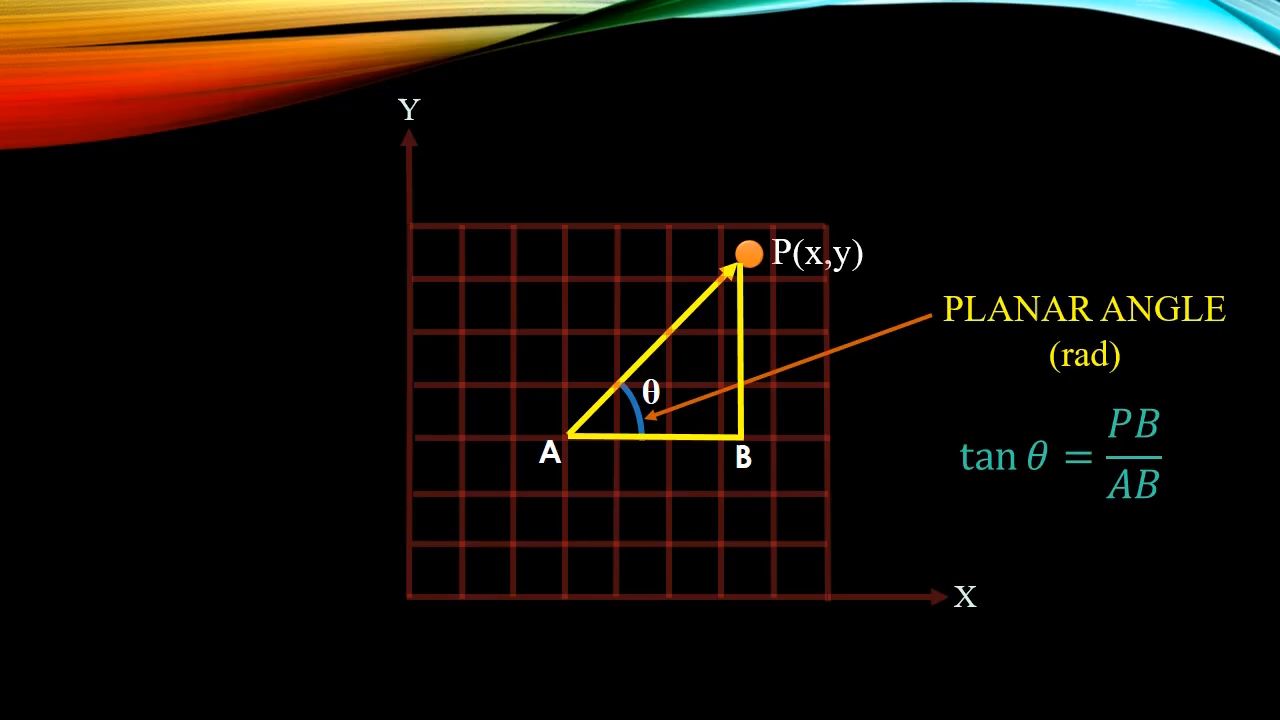 Y
P(x,y)
PLANAR ANGLE
(rad)
θ
tan θ = PB/AB
A
B
X